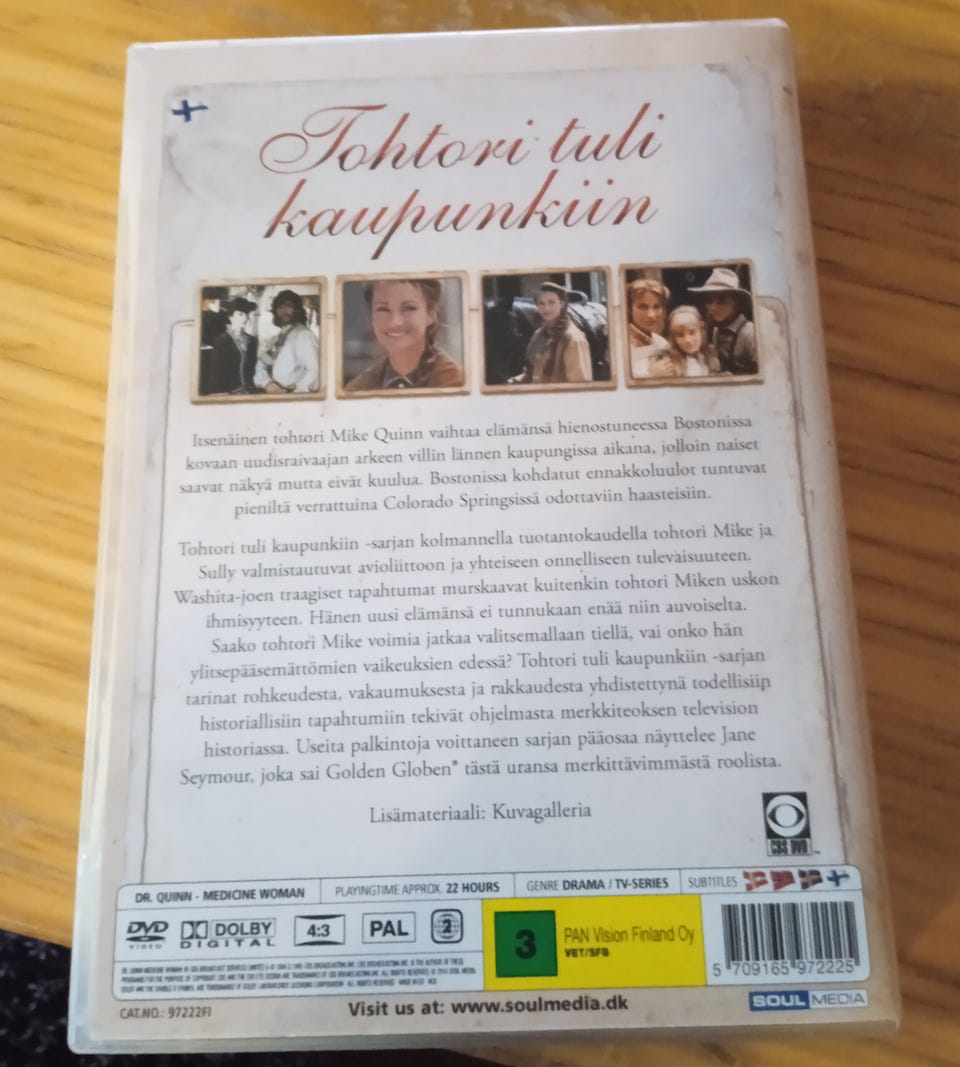 Tohtori tuli
kaupunkiin
Itsenäinen tohtori Mike Quinn vaihtaa elämänsä hienostuneessa Bostonissa
kovaan uudisraivaajan arkeen villin lännen kaupungissa aikana, jolloin naiset
saavat näkyä mutta eivät kuulua. Bostonissa kohdatut ennakkoluulot tuntuvat
pieniltä verrattuina Colorado Springsissä odottaviin haasteisiin.
Tohtori tuli kaupunkiin -sarjan kolmannella tuotantokaudella tohtori Mike ja
Sully valmistautuvat avioliittoon ja yhteiseen onnelliseen tulevaisuuteen.
Washita-joen traagiset tapahtumat murskaavat kuitenkin tohtori Miken uskon
ihmisyyteen. Hänen uusi elämänsä ei tunnukaan enää niin auvoiselta.
Saako tohtori Mike voimia jatkaa valitsemallaan tiellä, vai onko hän
ylitsepääsemättömien vaikeuksien edessä? Tohtori tuli kaupunkiin -sarjan
tarinat rohkeudesta, vakaumuksesta ja rakkaudesta yhdistettynä todellisiin
historiallisiin tapahtumiin tekivät ohjelmasta merkkiteoksen television
historiassa. Useita palkintoja voittaneen sarjan pääosaa näyttelee Jane
Seymour, joka sai Golden Globen® tästä uransa merkittävimmästä roolista.
Lisämateriaali: Kuvagalleria
CBS DVD
DR. QUINN - MEDICINE WOMAN PLAYINGTIME APPROX. 22 HOURS GENRE DRAMA / TV-SERIES SUBTITLES
DVD VIDEO DOLBY DIGITAL 4:3 PAL 2
3 PAN Vision Finland Oy
VET/SFB
5 709165 972225
SOUL MEDIA
CAT.NO.: 97222FI
Visit us at: www.soulmedia.dk